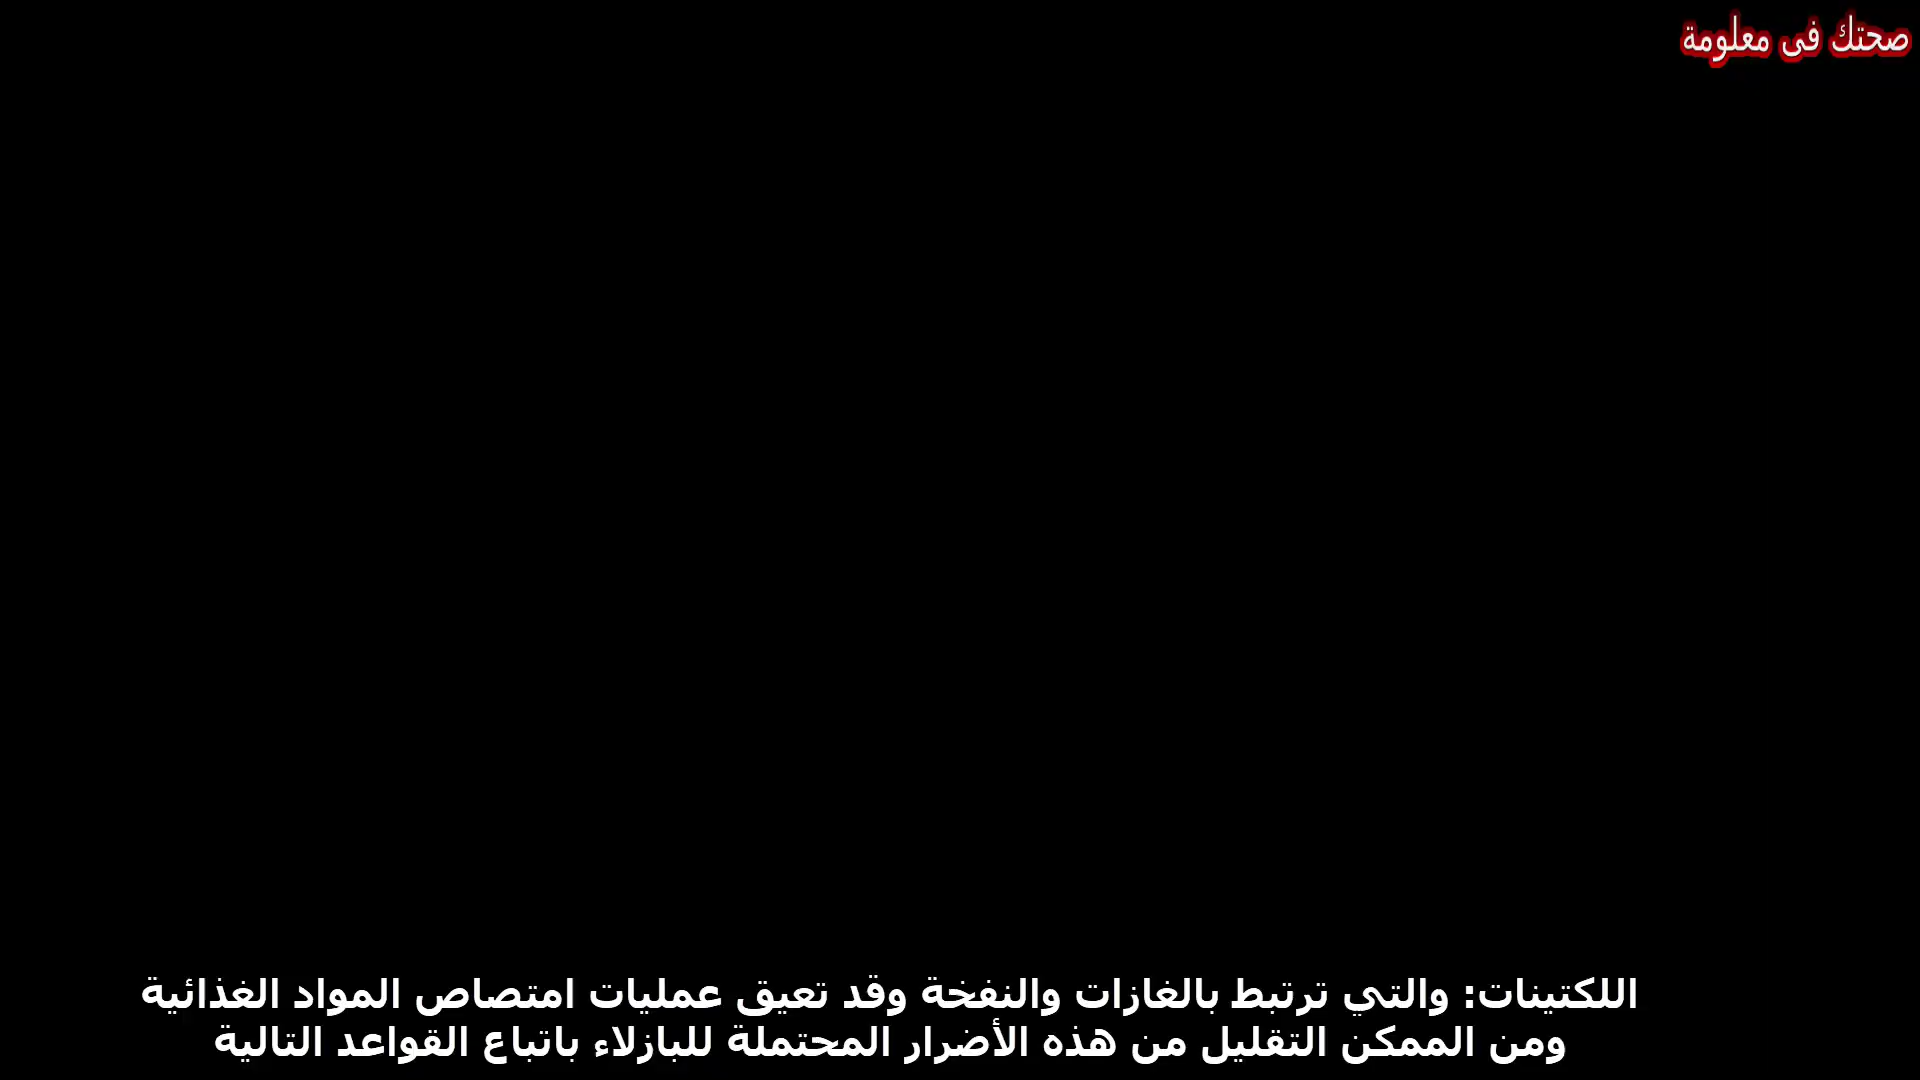 صحتك فى معلومة
اللكتينات: والتي ترتبط بالغازات والنفخة وقد تعيق عمليات امتصاص المواد الغذائية
ومن الممكن التقليل من هذه الأضرار المحتملة للبازلاء باتباع القواعد التالية